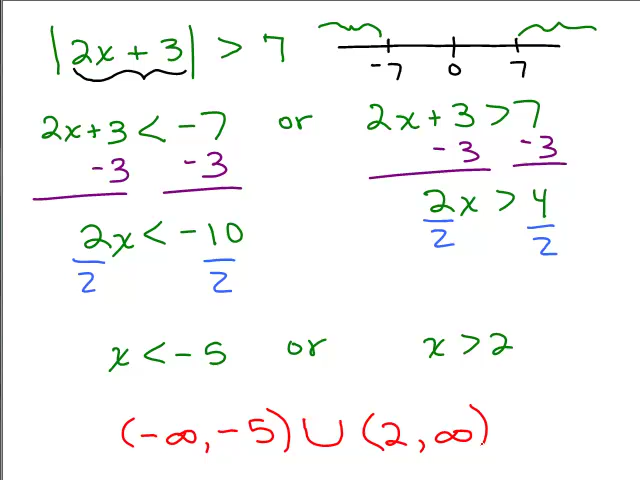 |2x + 3| > 7
-7 0 7
2x+3 < -7 or 2x + 3 > 7
-3 -3 -3 -3
2x < -10 2x > 4
2 2 2 2
x < -5 or x > 2
(-∞, -5) ∪ (2, ∞)